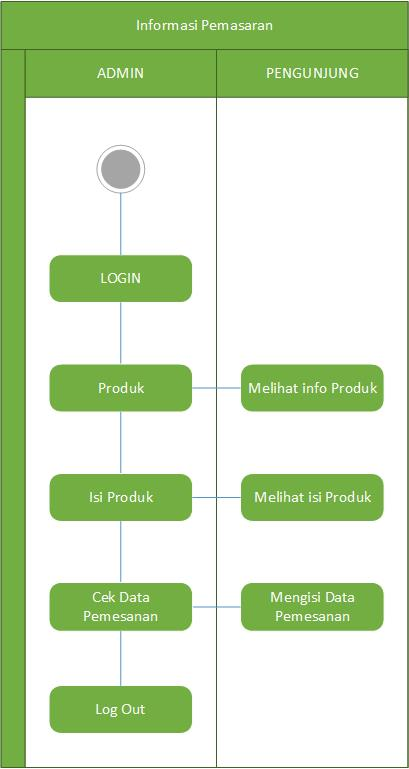 Informasi Pemasaran
ADMIN
PENGUNJUNG
LOGIN
Produk
Melihat info Produk
Isi Produk
Melihat isi Produk
Cek Data
Pemesanan
Mengisi Data
Pemesanan
Log Out